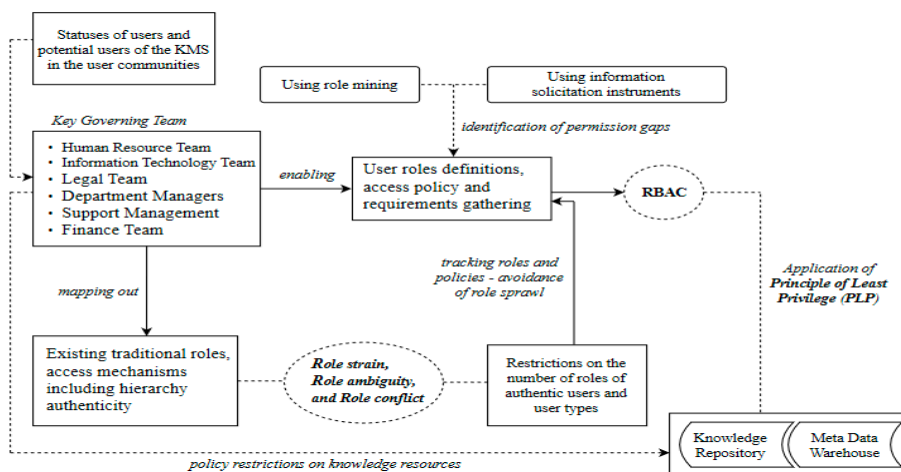 Statuses of users and
potential users of the KMS
in the user communities
Using role mining
Using information
solicitation instruments
Key Governing Team
identification of permission gaps
• Human Resource Team
• Information Technology Team
• Legal Team
• Department Managers
• Support Management
• Finance Team
enabling
User roles definitions,
access policy and
requirements gathering
RBAC
mapping out
tracking roles and
policies - avoidance
of role sprawl
Application of
Principle of Least
Privilege (PLP)
Existing traditional roles,
access mechanisms
including hierarchy
authenticity
Role strain,
Role ambiguity,
and Role conflict
Restrictions on the
number of roles of
authentic users and
user types
Knowledge
Repository
Meta Data
Warehouse
policy restrictions on knowledge resources